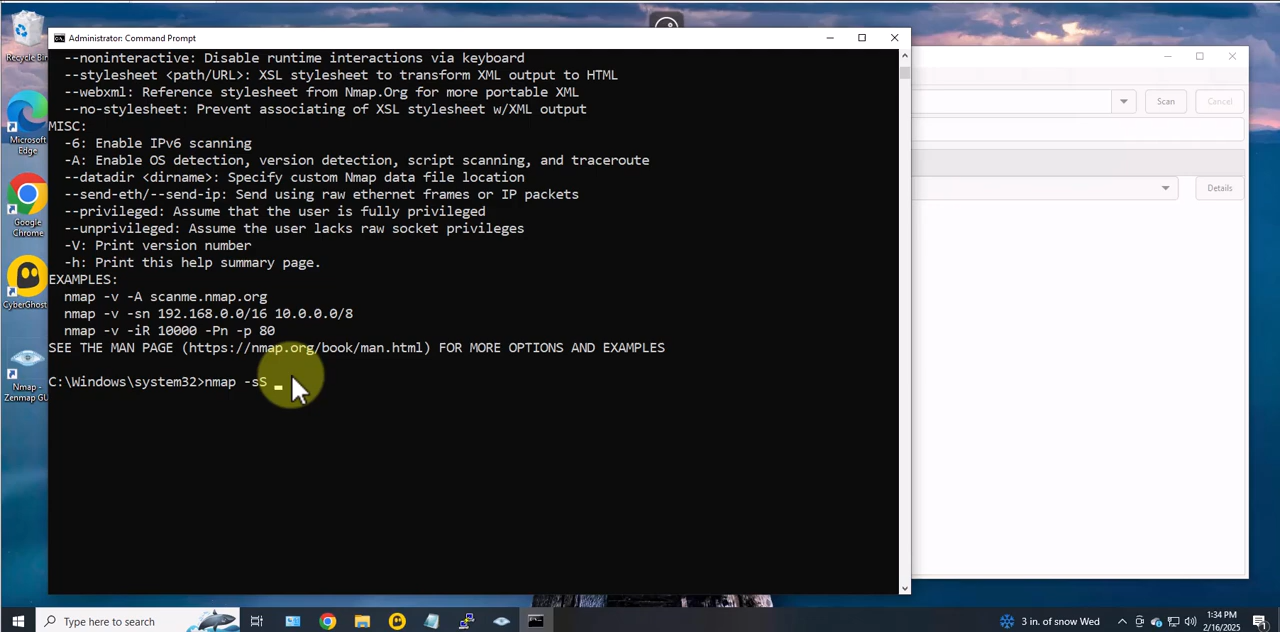 Recycle Bin
Microsoft
Edge
Google
Chrome
CyberGhost
Nmap -
Zenmap GUI
Administrator: Command Prompt
--noninteractive: Disable runtime interactions via keyboard
--stylesheet <path/URL>: XSL stylesheet to transform XML output to HTML
--webxml: Reference stylesheet from Nmap.Org for more portable XML
--no-stylesheet: Prevent associating of XSL stylesheet w/XML output
MISC:
-6: Enable IPv6 scanning
-A: Enable OS detection, version detection, script scanning, and traceroute
--datadir <dirname>: Specify custom Nmap data file location
--send-eth/--send-ip: Send using raw ethernet frames or IP packets
--privileged: Assume that the user is fully privileged
--unprivileged: Assume the user lacks raw socket privileges
-V: Print version number
-h: Print this help summary page.
EXAMPLES:
nmap -v -A scanme.nmap.org
nmap -v -sn 192.168.0.0/16 10.0.0.0/8
nmap -v -iR 10000 -Pn -p 80
SEE THE MAN PAGE (https://nmap.org/book/man.html) FOR MORE OPTIONS AND EXAMPLES
C:\Windows\system32>nmap -sS _
Scan
Cancel
Details
Type here to search
3 in. of snow Wed
1:34 PM
2/16/2025
1